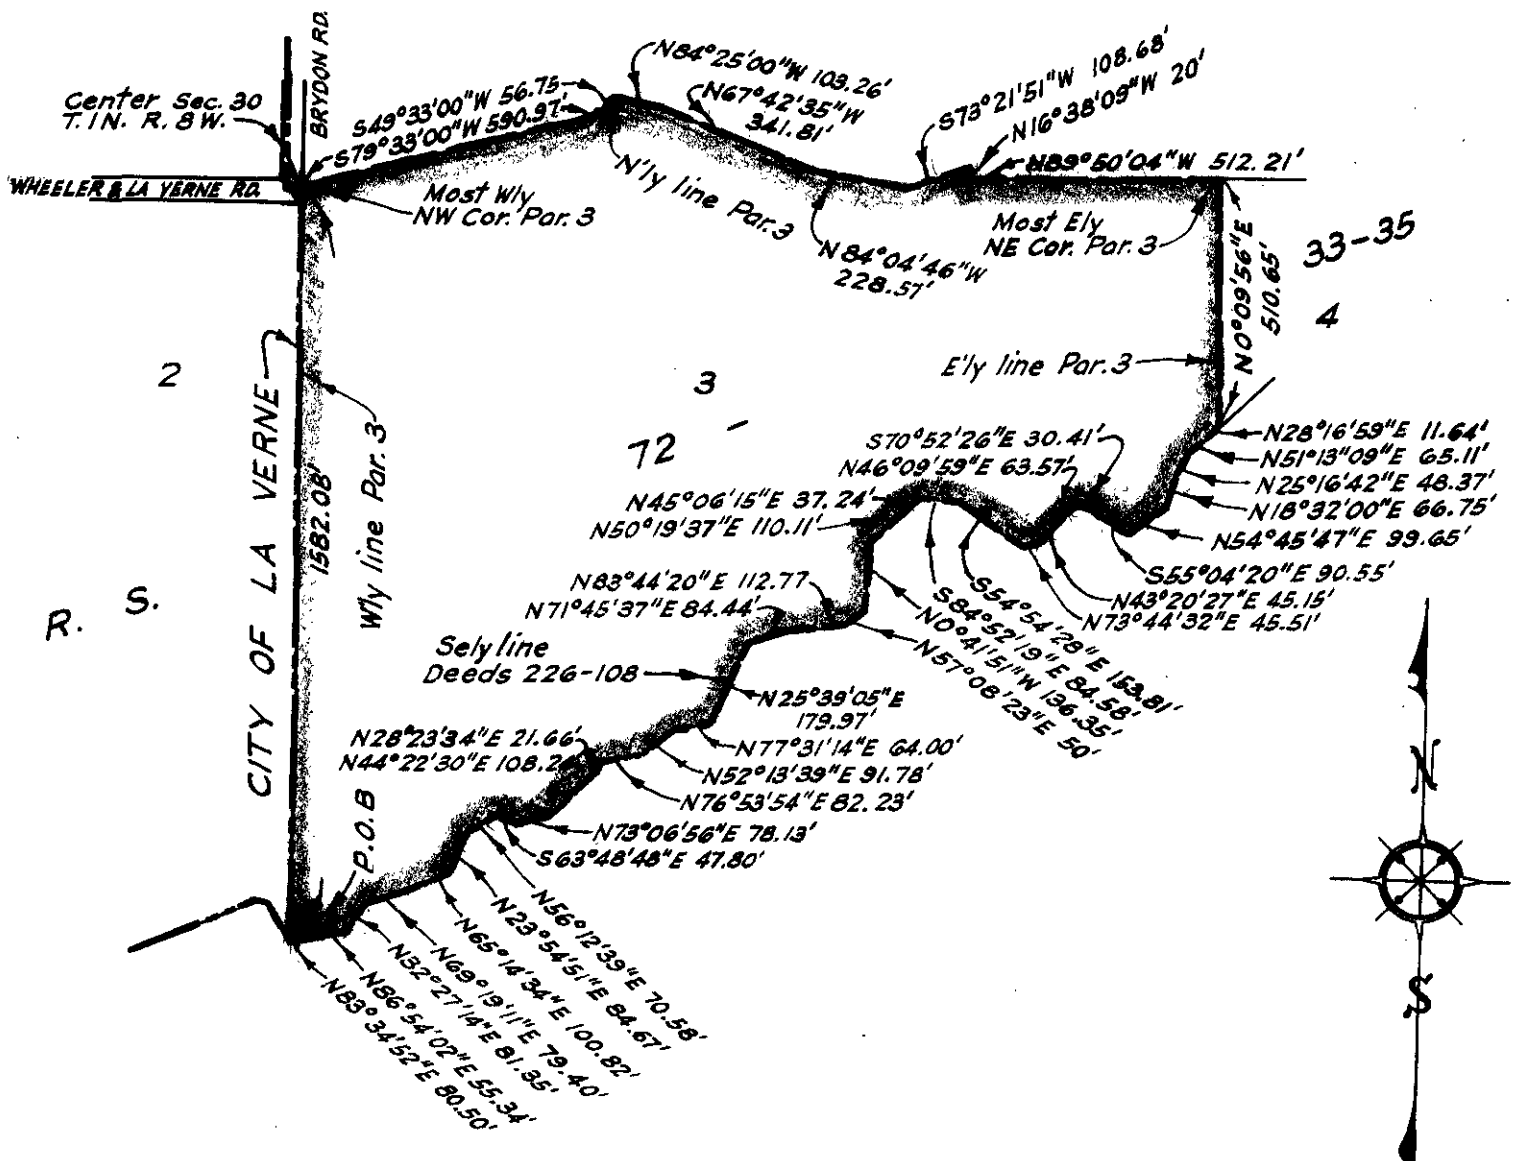 BRYDON RD.
Center Sec. 30
T. 1N. R. 8 W.
WHEELER & LA VERNE RD.
S49°33'00"W 56.75
S79°33'00"W 590.97'
N84°25'00"W 103.26'
N67°42'35"W
341.81'
S73°21'51"W 108.68'
N16°38'09"W 20'
N89°50'04"W 512.21'
Most Wly
NW Cor. Par. 3
N'ly line Par. 3
N84°04'46"W
228.57'
Most Ely
NE Cor. Par. 3
N0°09'56"E
510.65'
33-35
4
2
3
72
E'ly line Par. 3
CITY OF LA VERNE
1582.08'
Wly line Par. 3
R. S.
S70°52'26"E 30.41'
N46°09'59"E 63.57'
N45°06'15"E 37.24'
N50°19'37"E 110.11'
N28°16'59"E 11.64'
N51°13'09"E 65.11'
N25°16'42"E 48.37'
N18°32'00"E 66.75'
N54°45'47"E 99.65'
S55°04'20"E 90.55'
N43°20'27"E 45.15'
N73°44'32"E 45.51'
S54°54'28"E 153.81'
S84°52'19"E 84.58'
N0°41'51"W 136.35'
N57°08'23"E 50'
N83°44'20"E 112.77
N71°45'37"E 84.44'
Sely line
Deeds 226-108
N25°39'05"E
179.97'
N77°31'14"E 64.00'
N52°13'39"E 91.78'
N76°53'54"E 82.23'
N28°23'34"E 21.66'
N44°22'30"E
N73°06'56"E 78.13'
S63°48'48"E 47.80'
P.O.B
N56°12'39"E 70.58'
N23°54'51"E 84.67'
N65°14'34"E 100.82'
N69°19'11"E 79.40'
N32°27'14"E 81.35'
N86°54'02"E 55.34'
N83°34'52"E 80.50'
N
S